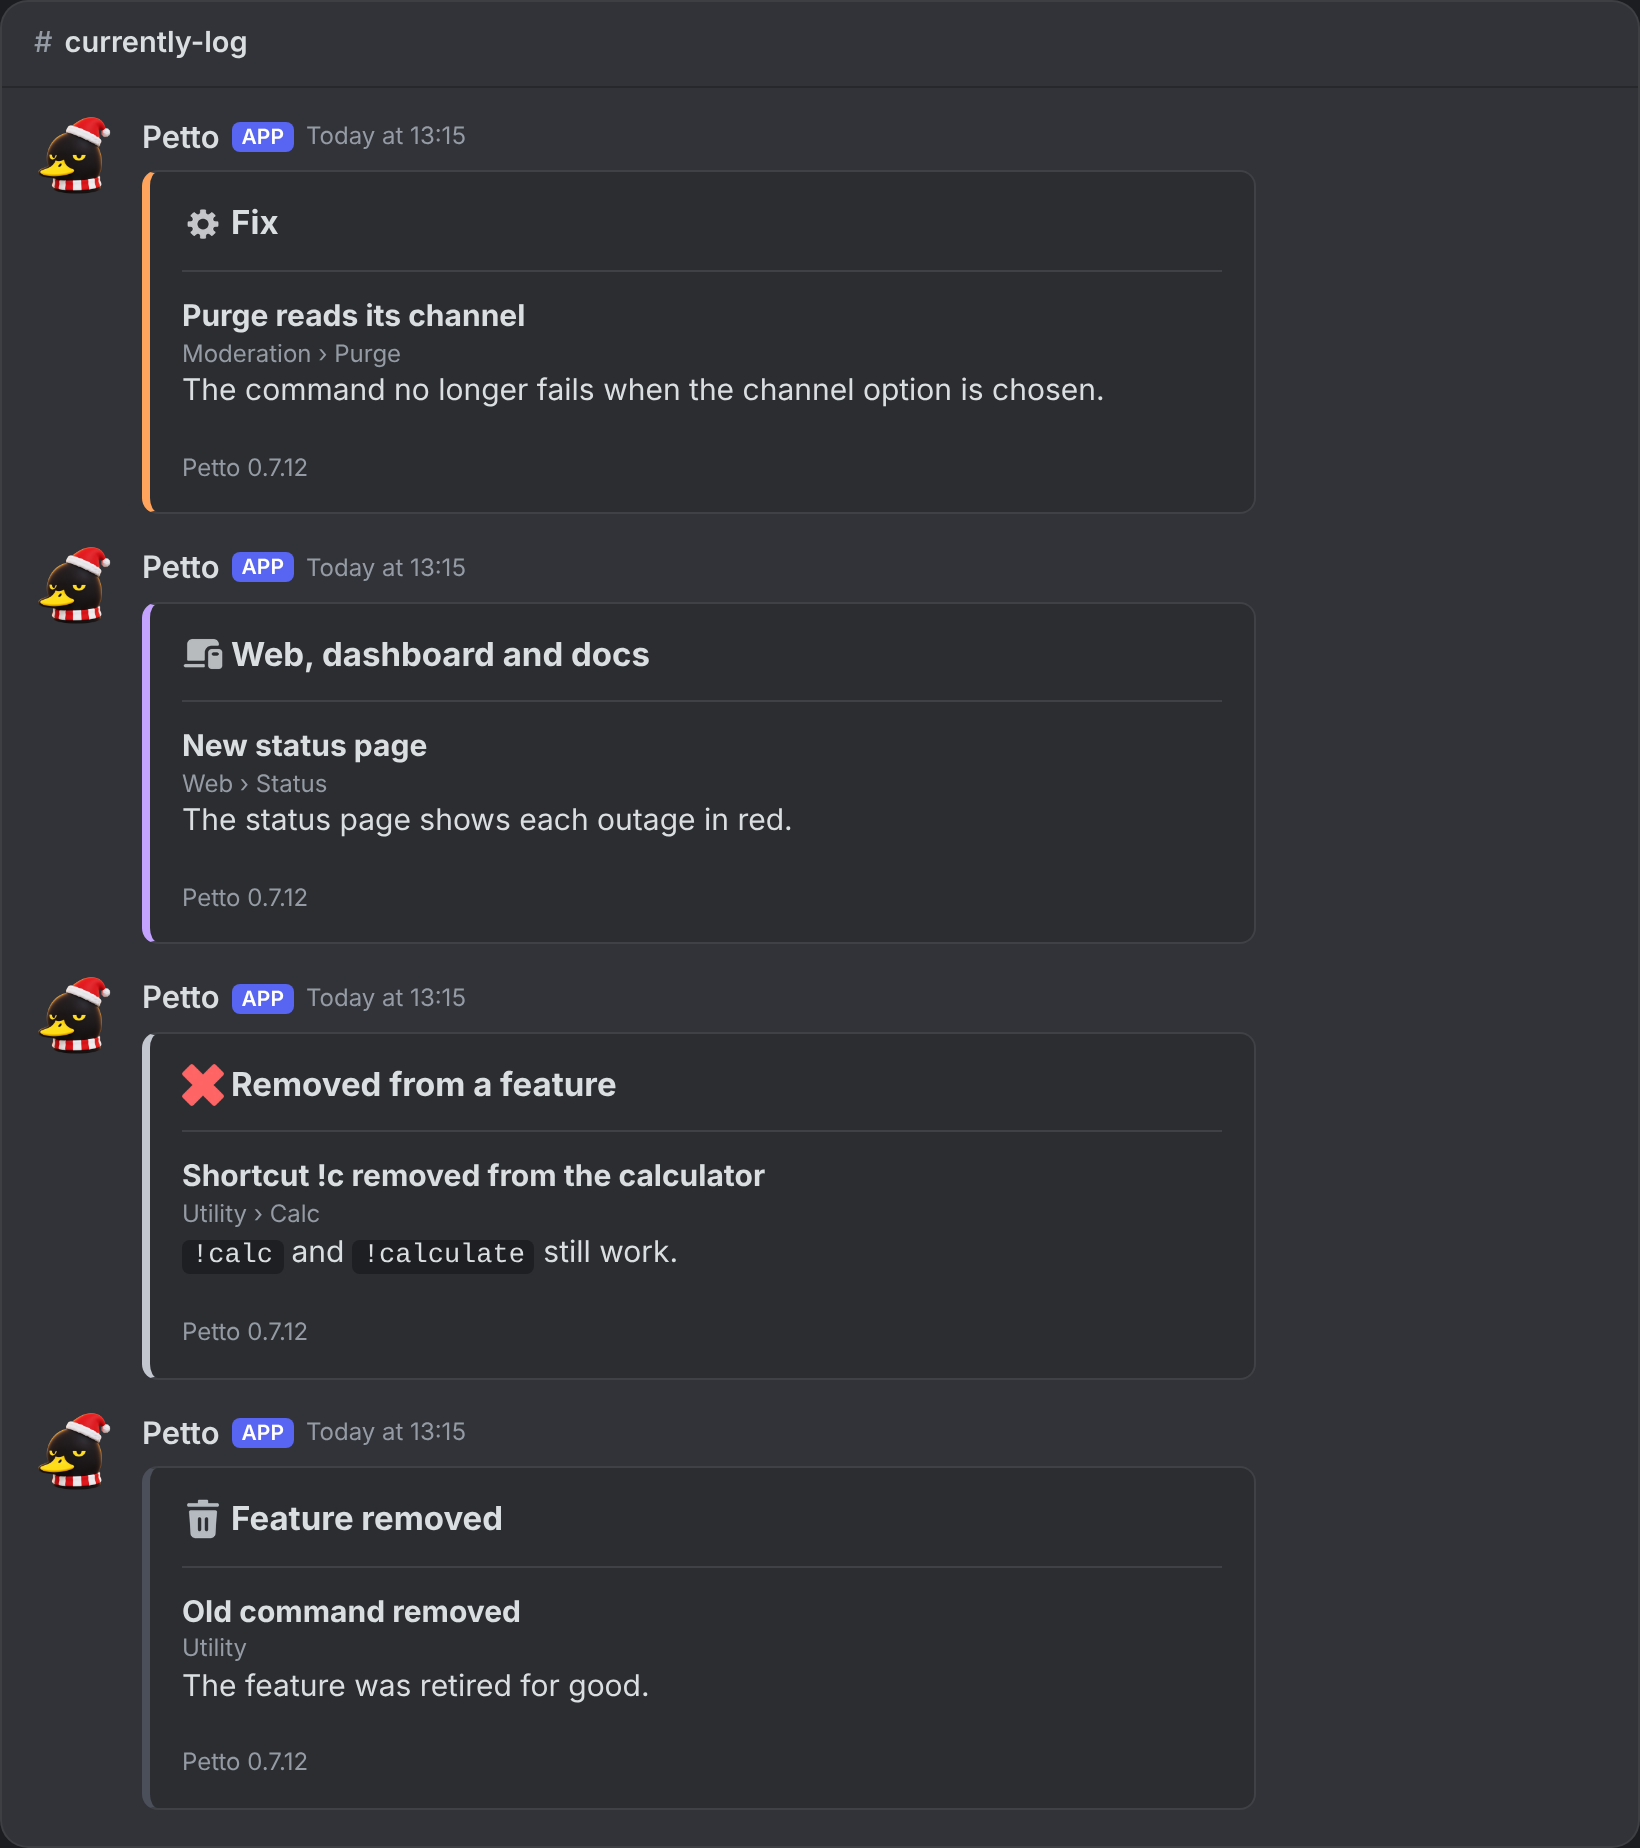 # currently-log
Petto APP Today at 13:15
Fix
Purge reads its channel
Moderation › Purge
The command no longer fails when the channel option is chosen.
Petto 0.7.12
Petto APP Today at 13:15
Web, dashboard and docs
New status page
Web › Status
The status page shows each outage in red.
Petto 0.7.12
Petto APP Today at 13:15
Removed from a feature
Shortcut !c removed from the calculator
Utility › Calc
!calc and !calculate still work.
Petto 0.7.12
Petto APP Today at 13:15
Feature removed
Old command removed
Utility
The feature was retired for good.
Petto 0.7.12